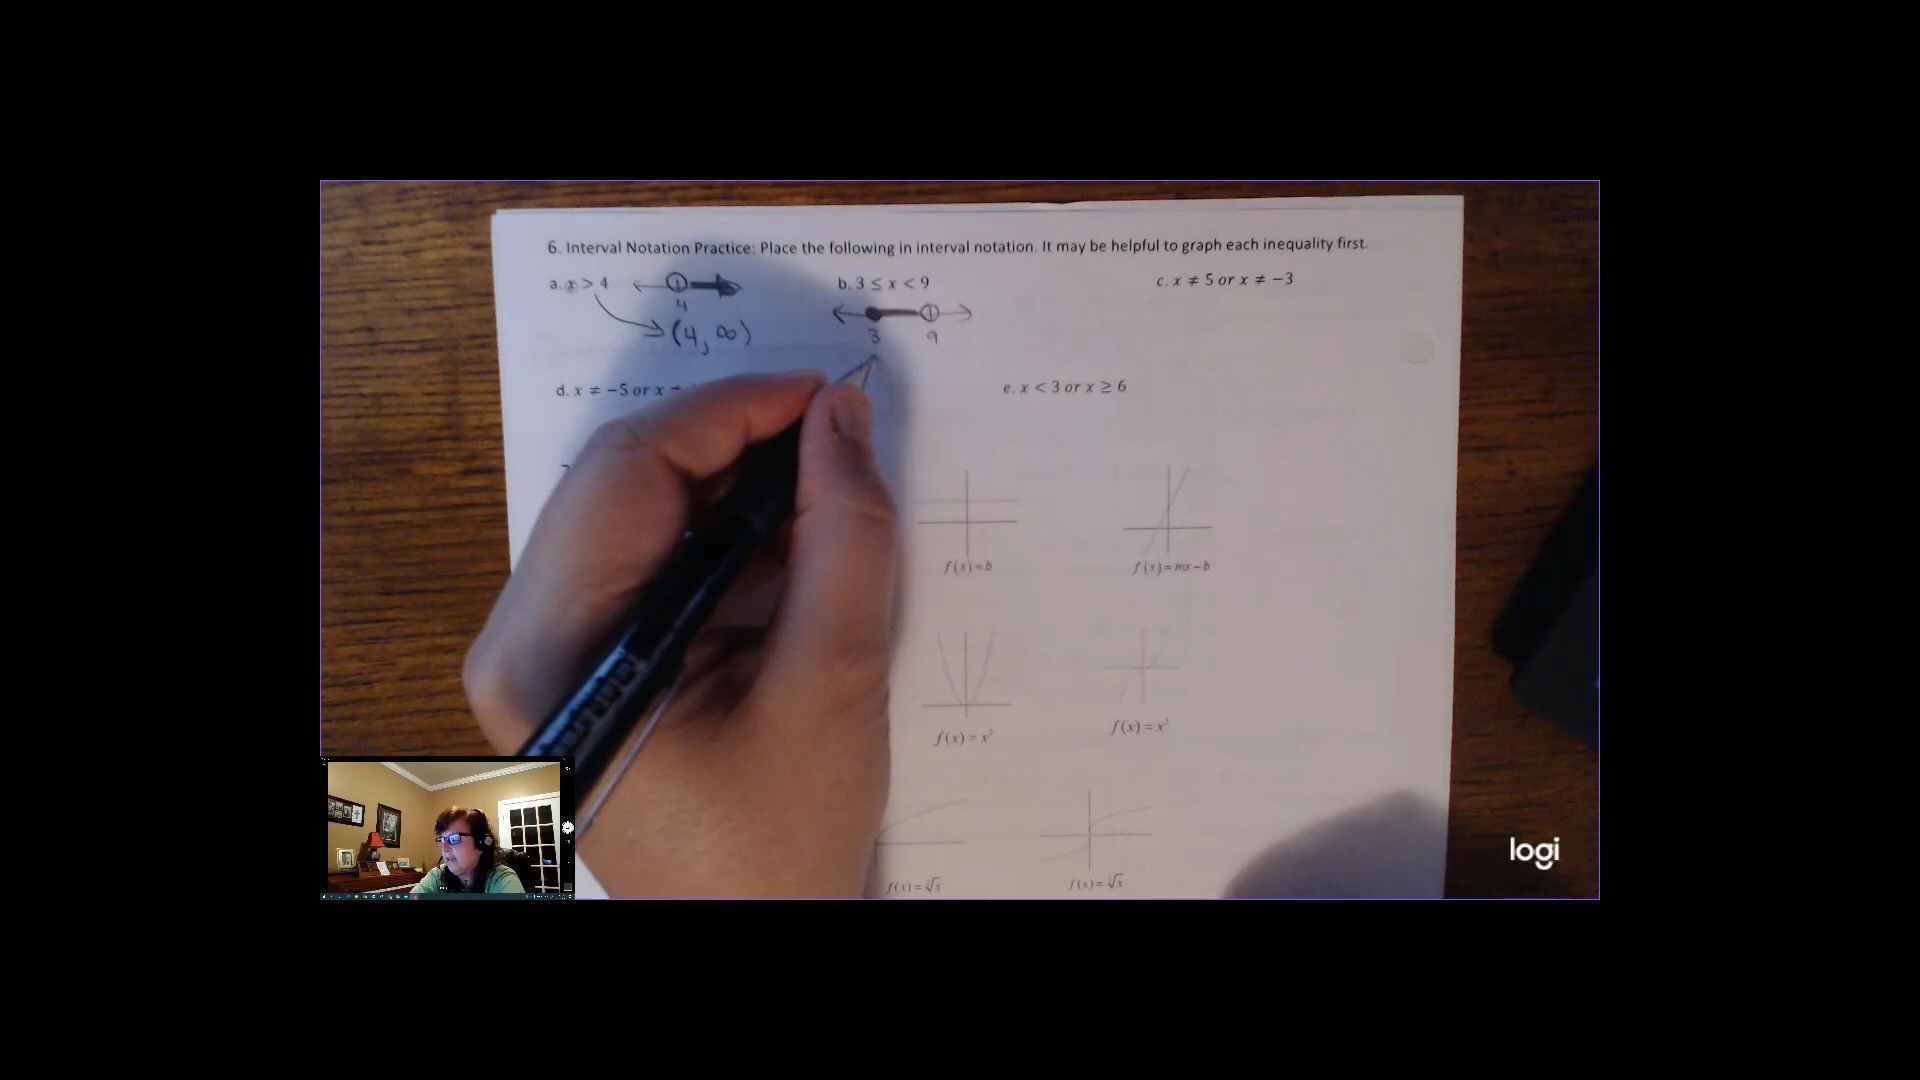 6. Interval Notation Practice: Place the following in interval notation. It may be helpful to graph each inequality first.
a. x > 4
4
(4, ∞)
b. 3 ≤ x < 9
3 9
c. x ≠ 5 or x ≠ −3
d. x ≠ −5 or x
e. x < 3 or x ≥ 6
f(x)=b
f(x)=mx+b
f(x)=x²
f(x)=x³
f(x)=√x
f(x)=∛x
logi